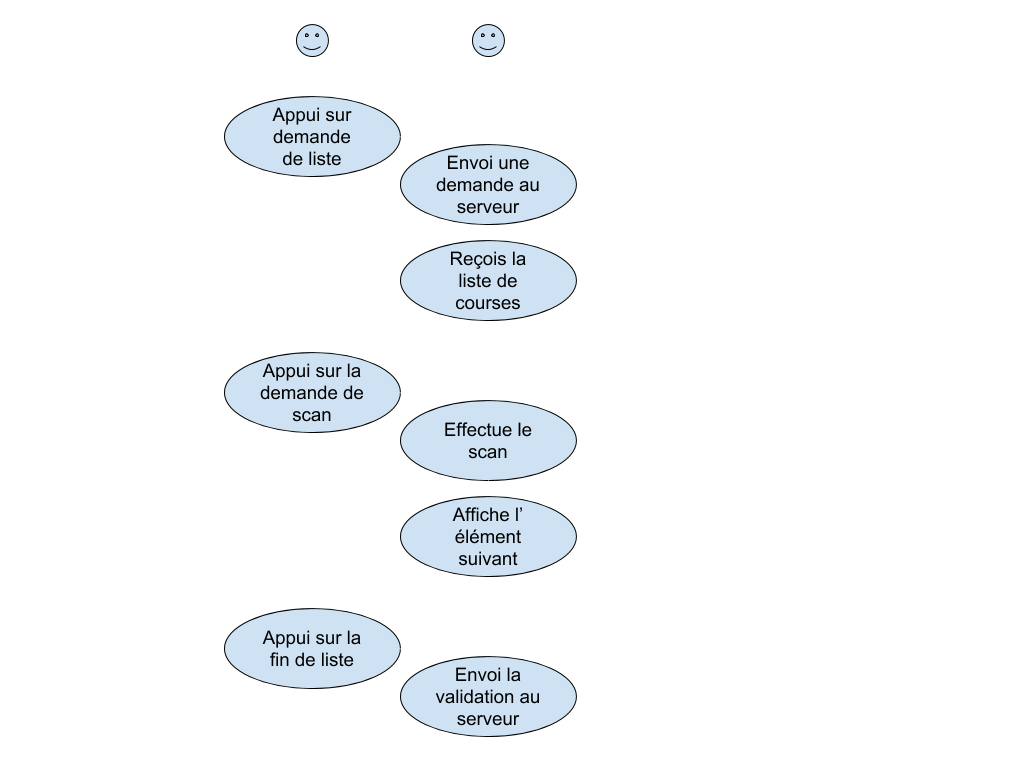 Appui sur
demande
de liste
Envoi une
demande au
serveur
Reçois la
liste de
courses
Appui sur la
demande de
scan
Effectue le
scan
Affiche l’
élément
suivant
Appui sur la
fin de liste
Envoi la
validation au
serveur